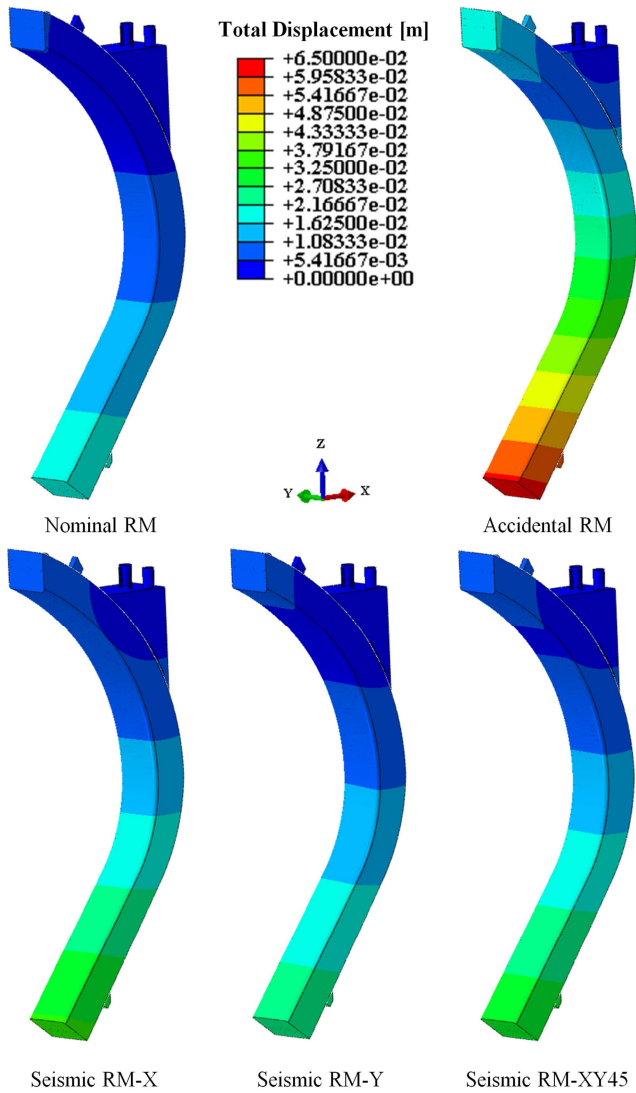 Total Displacement [m]
+6.50000e-02
+5.95833e-02
+5.41667e-02
+4.87500e-02
+4.33333e-02
+3.79167e-02
+3.25000e-02
+2.70833e-02
+2.16667e-02
+1.62500e-02
+1.08333e-02
+5.41667e-03
+0.00000e+00
Z
Y
X
Nominal RM
Accidental RM
Seismic RM-X
Seismic RM-Y
Seismic RM-XY45